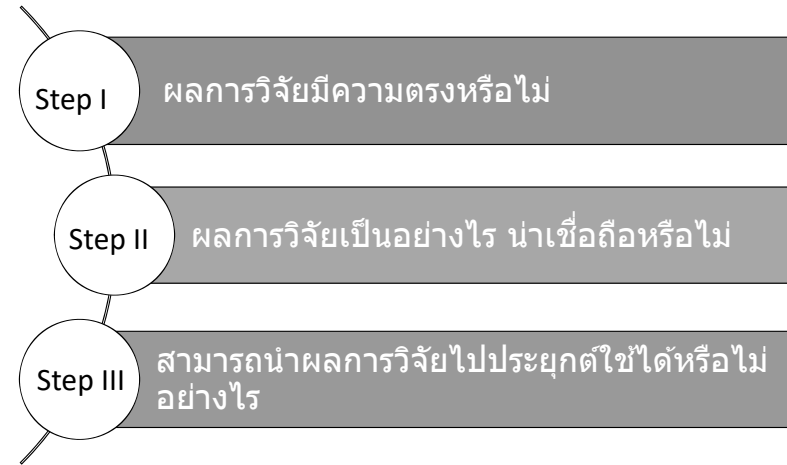 Step I
ผลการวิจัยมีความตรงหรือไม่
Step II
ผลการวิจัยเป็นอย่างไร น่าเชื่อถือหรือไม่
Step III
สามารถนำผลการวิจัยไปประยุกต์ใช้ได้หรือไม่
อย่างไร